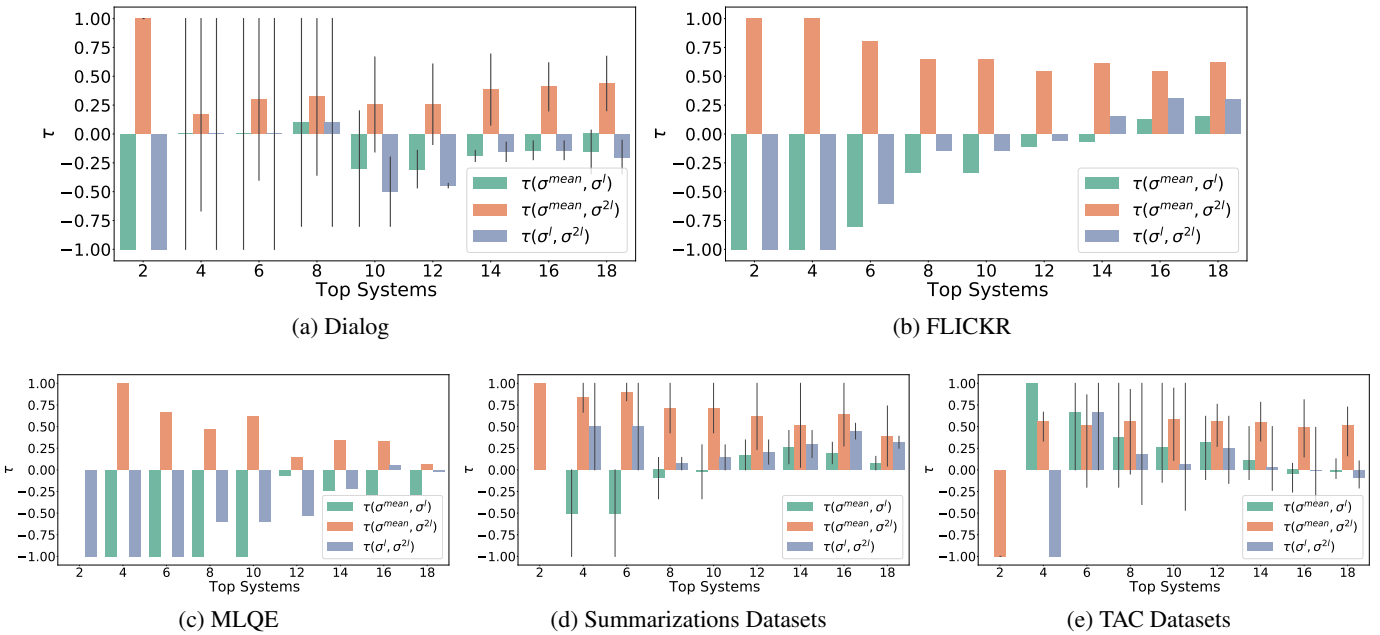 1.00
0.75
0.50
0.25
0.00
−0.25
−0.50
−0.75
−1.00
τ
τ(σ^mean, σ^l)
τ(σ^mean, σ^2l)
τ(σ^l, σ^2l)
2 4 6 8 10 12 14 16 18
Top Systems
(a) Dialog
1.00
0.75
0.50
0.25
0.00
−0.25
−0.50
−0.75
−1.00
τ
τ(σ^mean, σ^l)
τ(σ^mean, σ^2l)
τ(σ^l, σ^2l)
2 4 6 8 10 12 14 16 18
Top Systems
(b) FLICKR
1.00
0.75
0.50
0.25
0.00
−0.25
−0.50
−0.75
−1.00
τ
τ(σ^mean, σ^l)
τ(σ^mean, σ^2l)
τ(σ^l, σ^2l)
2 4 6 8 10 12 14 16 18
Top Systems
(c) MLQE
1.00
0.75
0.50
0.25
0.00
−0.25
−0.50
−0.75
−1.00
τ
τ(σ^mean, σ^l)
τ(σ^mean, σ^2l)
τ(σ^l, σ^2l)
2 4 6 8 10 12 14 16 18
Top Systems
(d) Summarizations Datasets
1.00
0.75
0.50
0.25
0.00
−0.25
−0.50
−0.75
−1.00
τ
τ(σ^mean, σ^l)
τ(σ^mean, σ^2l)
τ(σ^l, σ^2l)
2 4 6 8 10 12 14 16 18
Top Systems
(e) TAC Datasets